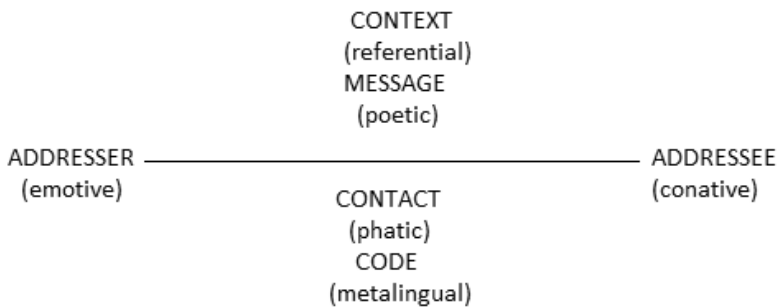 CONTEXT
(referential)
MESSAGE
(poetic)
ADDRESSER
ADDRESSEE
(emotive)
(conative)
CONTACT
(phatic)
CODE
(metalingual)